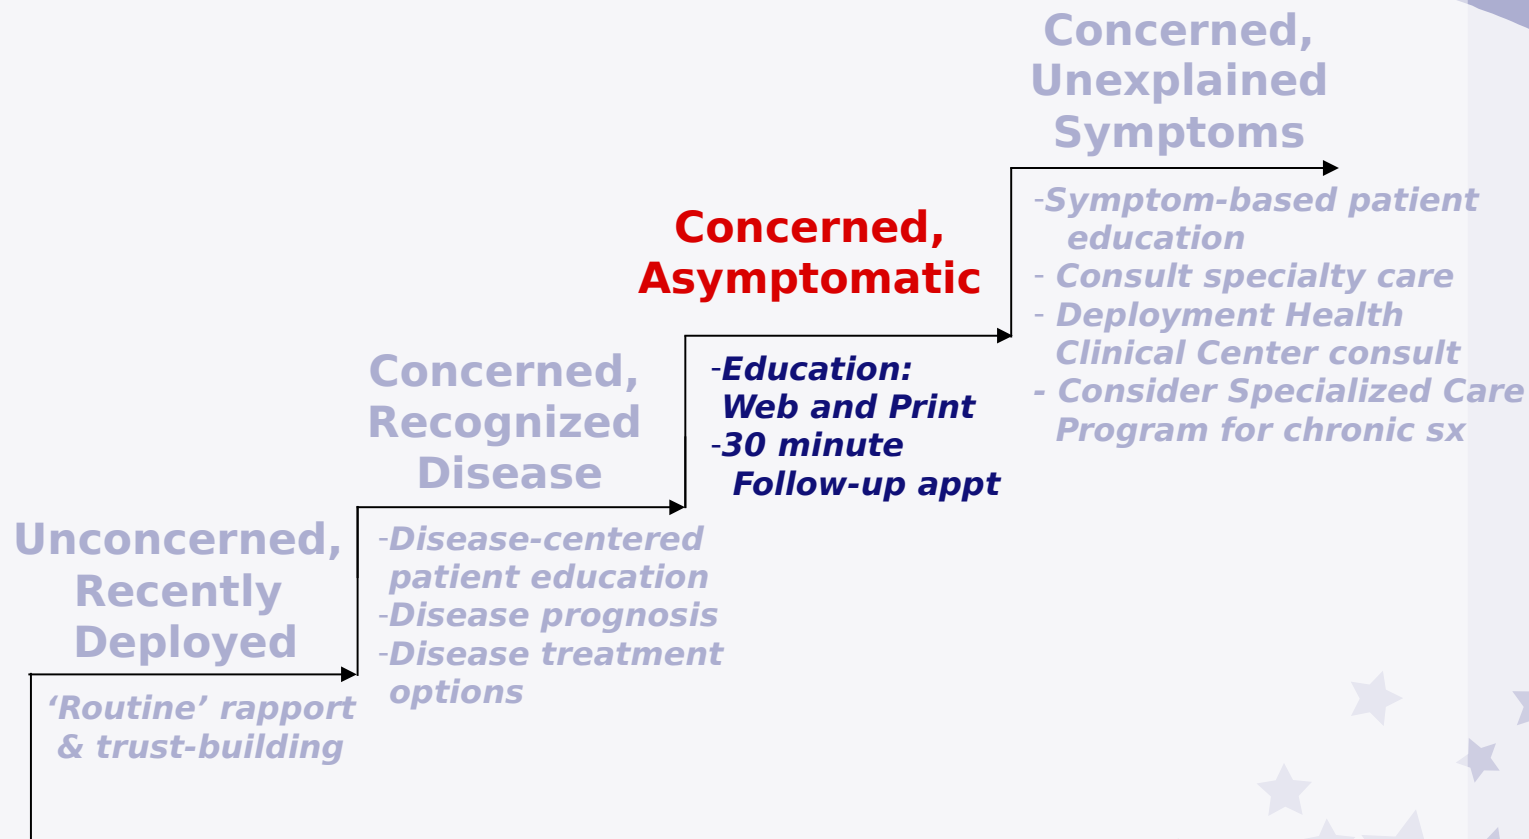 Concerned,
Unexplained
Symptoms
-Symptom-based patient
education
- Consult specialty care
- Deployment Health
Clinical Center consult
- Consider Specialized Care
Program for chronic sx
Concerned,
Asymptomatic
-Education:
Web and Print
-30 minute
Follow-up appt
Concerned,
Recognized
Disease
-Disease-centered
patient education
-Disease prognosis
-Disease treatment
options
Unconcerned,
Recently
Deployed
‘Routine’ rapport
& trust-building